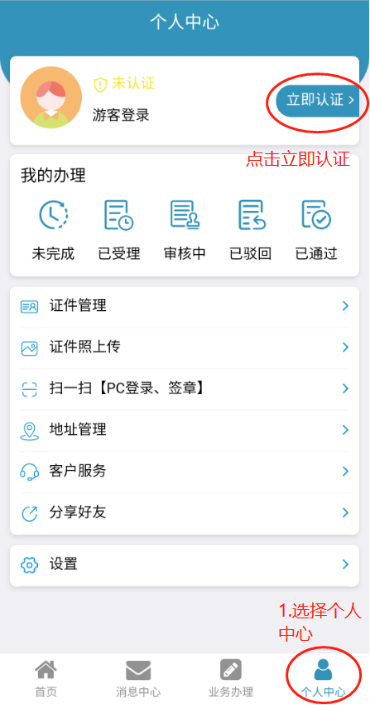 个人中心
未认证
游客登录
立即认证
点击立即认证
我的办理
未完成
已受理
审核中
已驳回
已通过
证件管理
证件照上传
扫一扫【PC登录、签章】
地址管理
客户服务
分享好友
设置
1.选择个人
中心
首页
消息中心
业务办理
个人中心